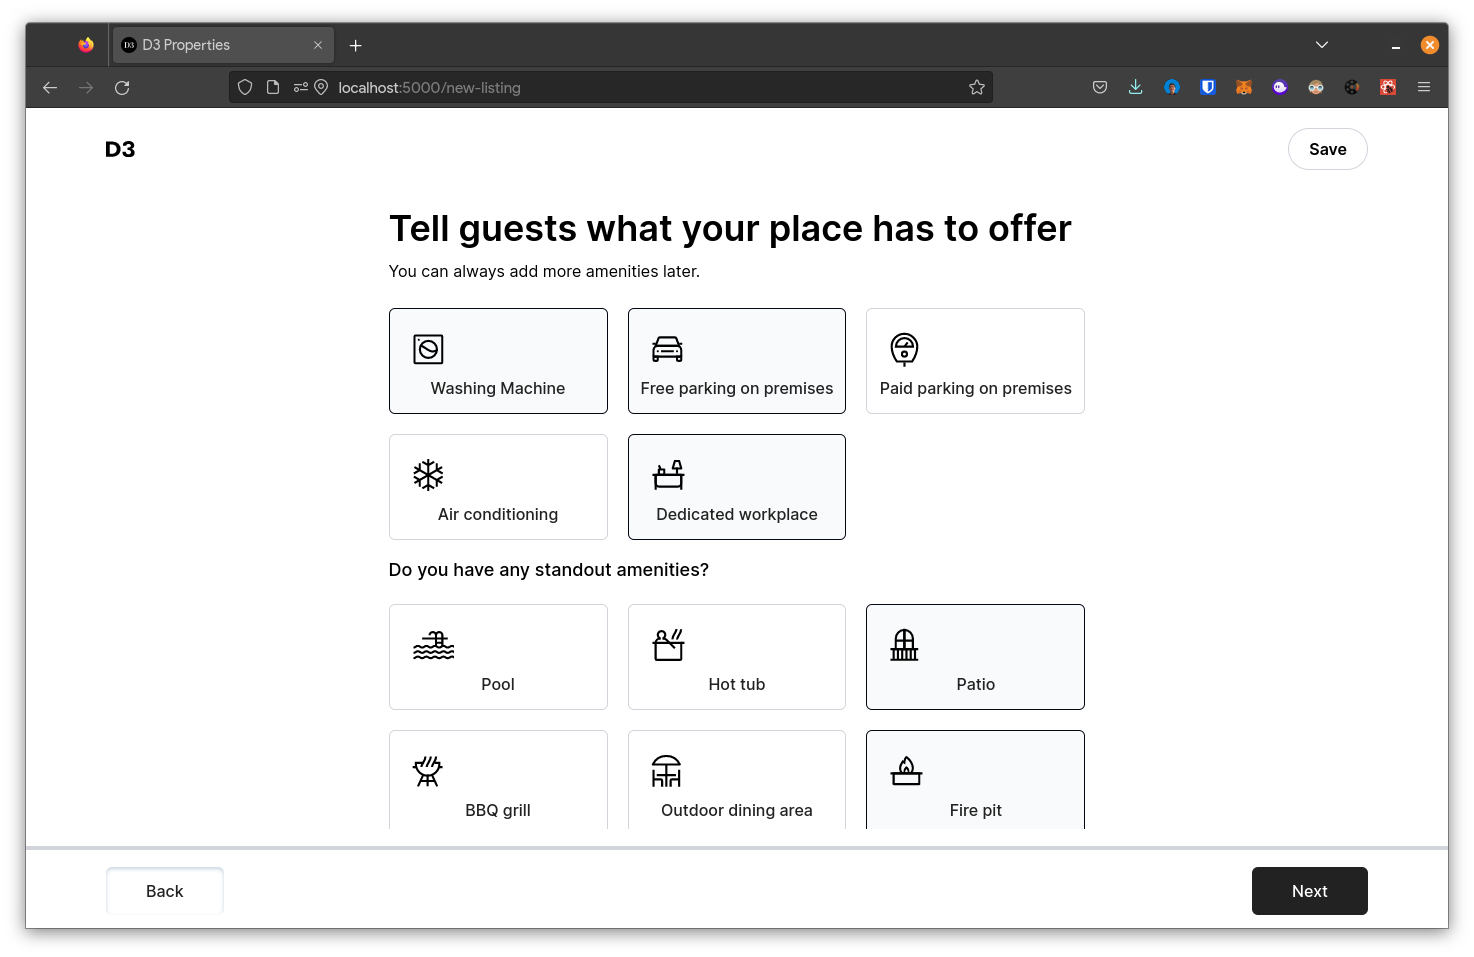 D3 D3 Properties
localhost:5000/new-listing
D3
Save
Tell guests what your place has to offer
You can always add more amenities later.
Washing Machine
Free parking on premises
Paid parking on premises
Air conditioning
Dedicated workplace
Do you have any standout amenities?
Pool
Hot tub
Patio
BBQ grill
Outdoor dining area
Fire pit
Back
Next